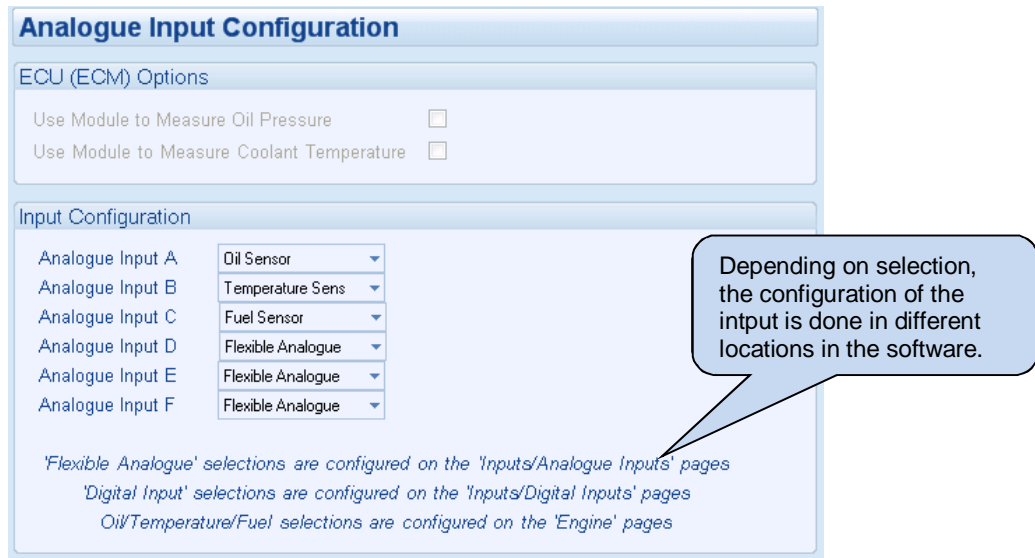 Analogue Input Configuration
ECU (ECM) Options
Use Module to Measure Oil Pressure
Use Module to Measure Coolant Temperature
Input Configuration
Analogue Input A Oil Sensor
Analogue Input B Temperature Sens
Analogue Input C Fuel Sensor
Analogue Input D Flexible Analogue
Analogue Input E Flexible Analogue
Analogue Input F Flexible Analogue
Depending on selection,
the configuration of the
intput is done in different
locations in the software.
'Flexible Analogue' selections are configured on the 'Inputs/Analogue Inputs' pages
'Digital Input' selections are configured on the 'Inputs/Digital Inputs' pages
Oil/Temperature/Fuel selections are configured on the 'Engine' pages